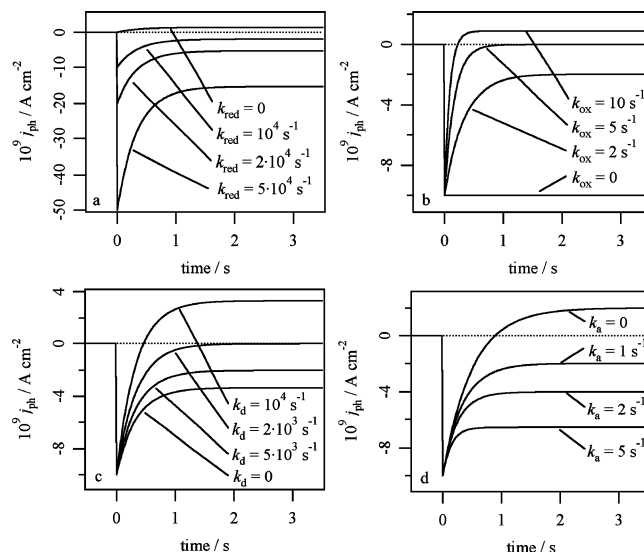 10⁹ j_ph / A cm⁻²
0
-10
-20
-30
-40
-50
k_red = 0
k_red = 10⁴ s⁻¹
k_red = 2·10⁴ s⁻¹
k_red = 5·10⁴ s⁻¹
a
0 1 2 3
time / s
10⁹ j_ph / A cm⁻²
0
-4
-8
k_ox = 10 s⁻¹
k_ox = 5 s⁻¹
k_ox = 2 s⁻¹
k_ox = 0
b
0 1 2 3
time / s
10⁹ j_ph / A cm⁻²
4
0
-4
-8
k_d = 10⁴ s⁻¹
k_d = 2·10³ s⁻¹
k_d = 5·10³ s⁻¹
k_d = 0
c
0 1 2 3
time / s
10⁹ j_ph / A cm⁻²
0
-4
-8
k_a = 0
k_a = 1 s⁻¹
k_a = 2 s⁻¹
k_a = 5 s⁻¹
d
0 1 2 3
time / s